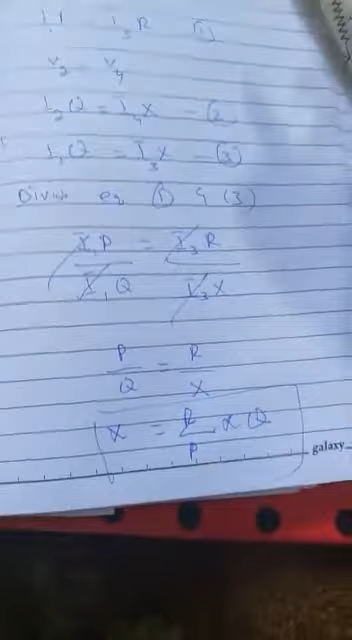 I₃R — (1)
V₂ = V₄
I₂Q = I₄X — (2)
I₁Q = I₃X — (3)
Divide eq (1) & (3)
I₁P / I₁Q = I₃R / I₃X
P / Q = R / X
X = R / P × Q
galaxy